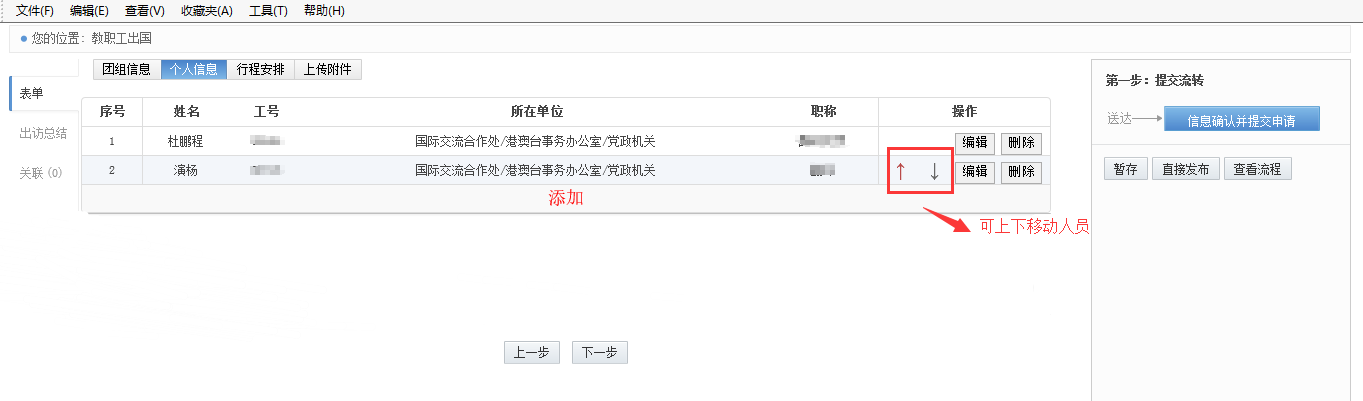 文件(F) 编辑(E) 查看(V) 收藏夹(A) 工具(T) 帮助(H)
您的位置：教职工出国
团组信息 个人信息 行程安排 上传附件
表单
出访总结
关联(0)
序号 姓名 工号 所在单位 职称 操作
1 杜鹏程 国际交流合作处/港澳台事务办公室/党政机关 编辑 删除
2 演杨 国际交流合作处/港澳台事务办公室/党政机关 ↑ ↓ 编辑 删除
添加
可上下移动人员
上一步 下一步
第一步：提交流转
送达 信息确认并提交申请
暂存 直接发布 查看流程